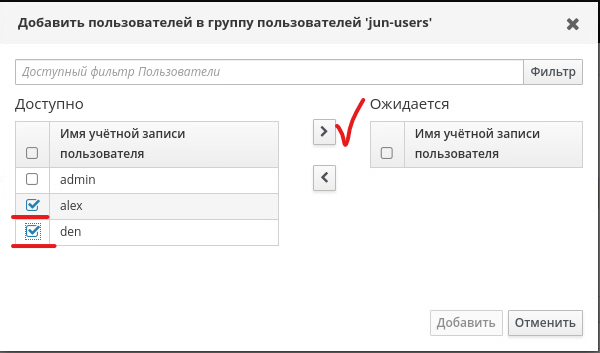 Добавить пользователей в группу пользователей 'jun-users'
Доступный фильтр Пользователи
Фильтр
Доступно
Ожидается
Имя учётной записи
пользователя
Имя учётной записи
пользователя
admin
alex
den
Добавить
Отменить